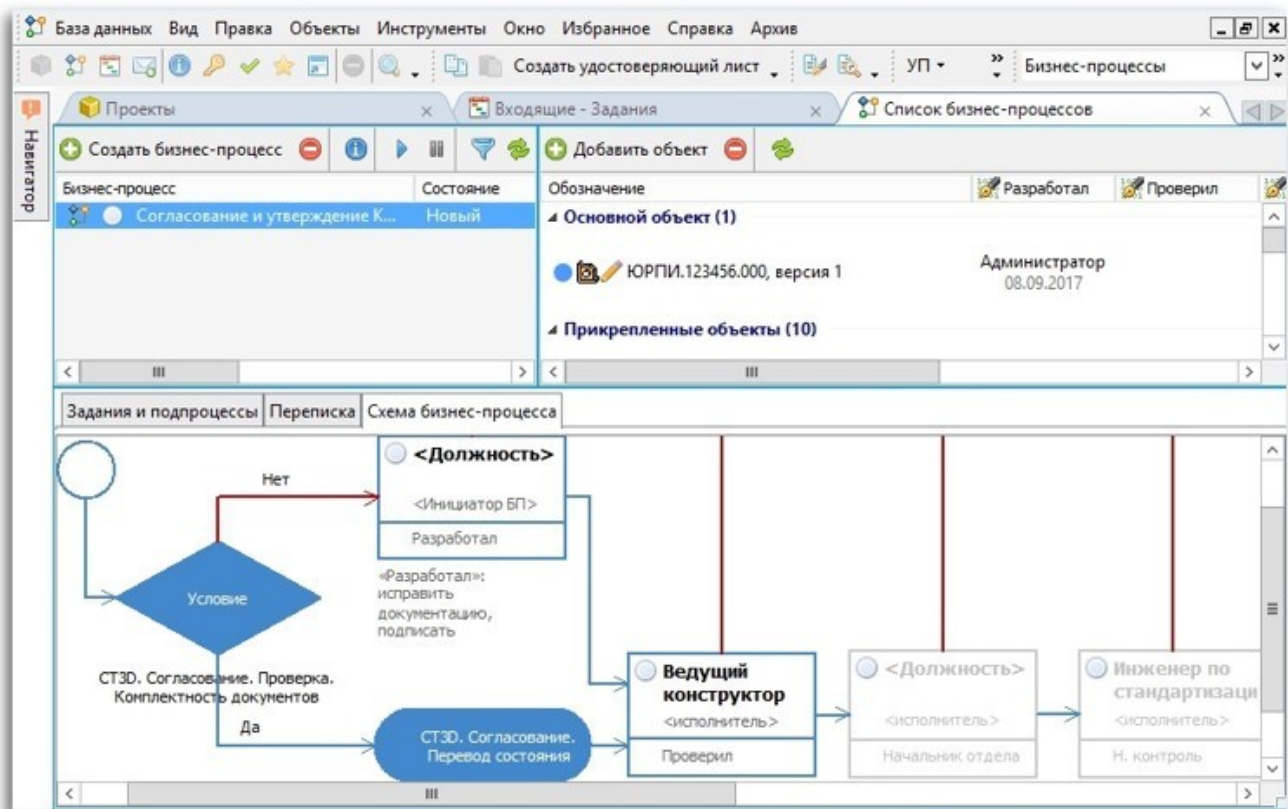 База данных Вид Правка Объекты Инструменты Окно Избранное Справка Архив
Создать удостоверяющий лист УП Бизнес-процессы
Навигатор
Проекты Входящие - Задания Список бизнес-процессов
Создать бизнес-процесс Добавить объект
Бизнес-процесс Состояние Обозначение Разработал Проверил
Согласование и утверждение К... Новый
Основной объект (1)
ЮРПИ.123456.000, версия 1
Администратор
08.09.2017
Прикрепленные объекты (10)
Задания и подпроцессы Переписка Схема бизнес-процесса
<Должность>
<Инициатор БП>
Разработал
Нет
«Разработал»:
исправить
документацию,
подписать
Условие
СТ3D. Согласование. Проверка.
Комплектность документов
Да
СТ3D. Согласование.
Перевод состояния
Ведущий
конструктор
<исполнитель>
Проверил
<Должность>
<исполнитель>
Начальник отдела
Инженер по
стандартизаци
<исполнитель>
Н. контроль